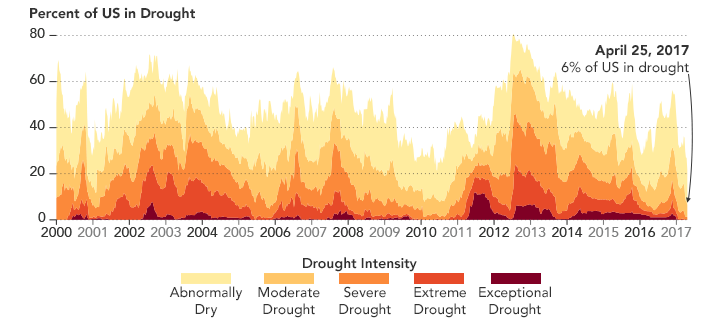 Percent of US in Drought
80
April 25, 2017
6% of US in drought
60
40
20
0
2000 2001 2002 2003 2004 2005 2006 2007 2008 2009 2010 2011 2012 2013 2014 2015 2016 2017
Drought Intensity
Abnormally Dry
Moderate Drought
Severe Drought
Extreme Drought
Exceptional Drought